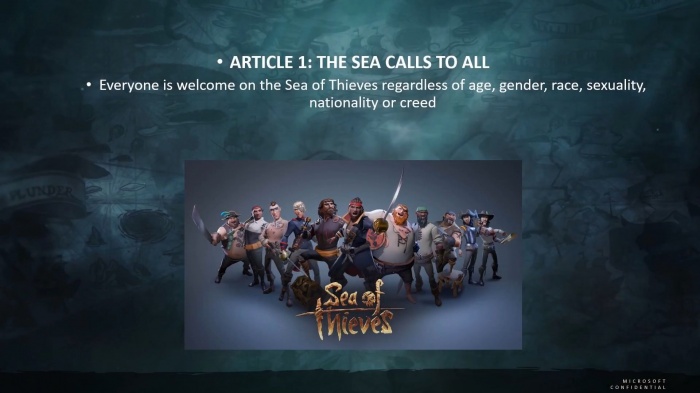 • ARTICLE 1: THE SEA CALLS TO ALL
• Everyone is welcome on the Sea of Thieves regardless of age, gender, race, sexuality,
nationality or creed
PLUNDER
Sea of
Thieves
MICROSOFT
CONFIDENTIAL